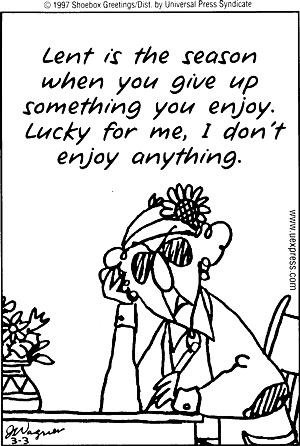 © 1997 Shoebox Greetings/Dist. by Universal Press Syndicate
Lent is the season
when you give up
something you enjoy.
Lucky for me, I don't
enjoy anything.
www.uexpress.com
JWagner
3-3